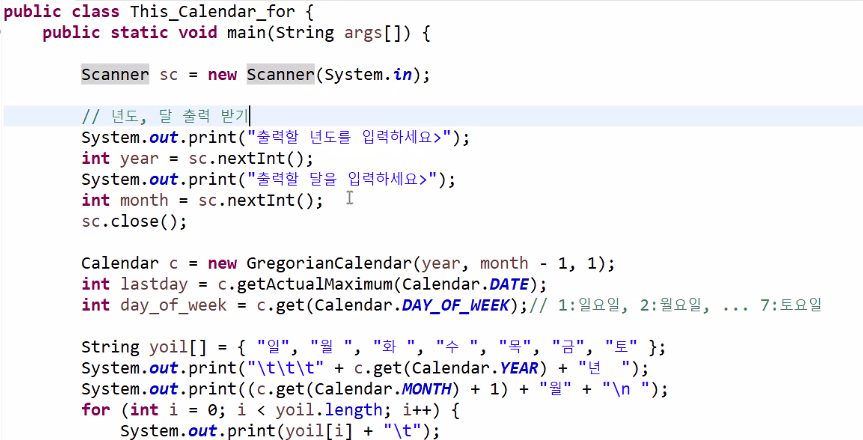 public class This_Calendar_for {
public static void main(String args[]) {
Scanner sc = new Scanner(System.in);
// 년도, 달 출력 받기
System.out.print("출력할 년도를 입력하세요>");
int year = sc.nextInt();
System.out.print("출력할 달을 입력하세요>");
int month = sc.nextInt();
sc.close();
Calendar c = new GregorianCalendar(year, month - 1, 1);
int lastday = c.getActualMaximum(Calendar.DATE);
int day_of_week = c.get(Calendar.DAY_OF_WEEK);// 1:일요일, 2:월요일, ... 7:토요일
String yoil[] = { "일", "월 ", "화 ", "수 ", "목", "금", "토" };
System.out.print("\t\t\t" + c.get(Calendar.YEAR) + "년  ");
System.out.print((c.get(Calendar.MONTH) + 1) + "월" + "\n ");
for (int i = 0; i < yoil.length; i++) {
System.out.print(yoil[i] + "\t");